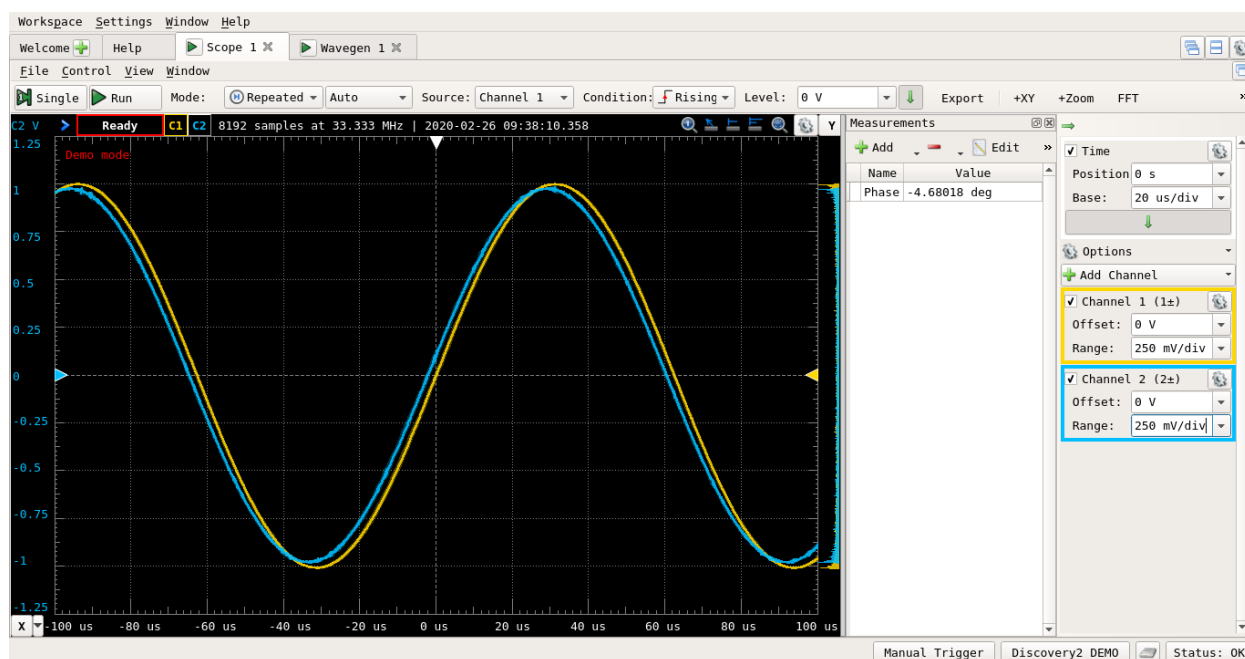 Workspace Settings Window Help
Welcome Help Scope 1 Wavegen 1
File Control View Window
Single Run Mode: Repeated Auto Source: Channel 1 Condition: Rising Level: 0 V Export +XY +Zoom FFT »
C2 V Ready C1 C2 8192 samples at 33.333 MHz | 2020-02-26 09:38:10.358 Y
Demo mode
1.25
1
0.75
0.5
0.25
0
-0.25
-0.5
-0.75
-1
-1.25
X -100 us -80 us -60 us -40 us -20 us 0 us 20 us 40 us 60 us 80 us 100 us
Measurements
Add Edit »
Name Value
Phase -4.68018 deg
Time
Position 0 s
Base: 20 us/div
Options
Add Channel
Channel 1 (1±)
Offset: 0 V
Range: 250 mV/div
Channel 2 (2±)
Offset: 0 V
Range: 250 mV/div
Manual Trigger Discovery2 DEMO Status: OK